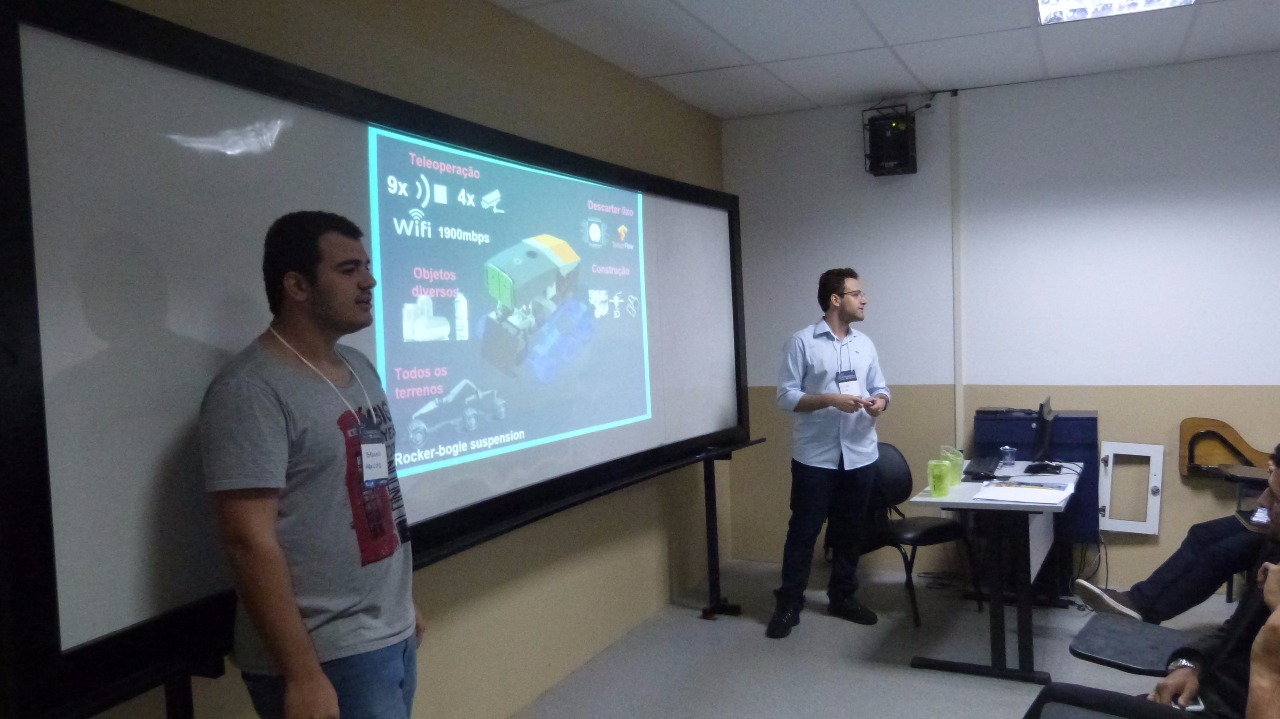 Teleoperação
9x
4x
Wifi 1900mbps
Descartar lixo
Objetos
diversos
Construção
Todos os
terrenos
Rocker-bogie suspension